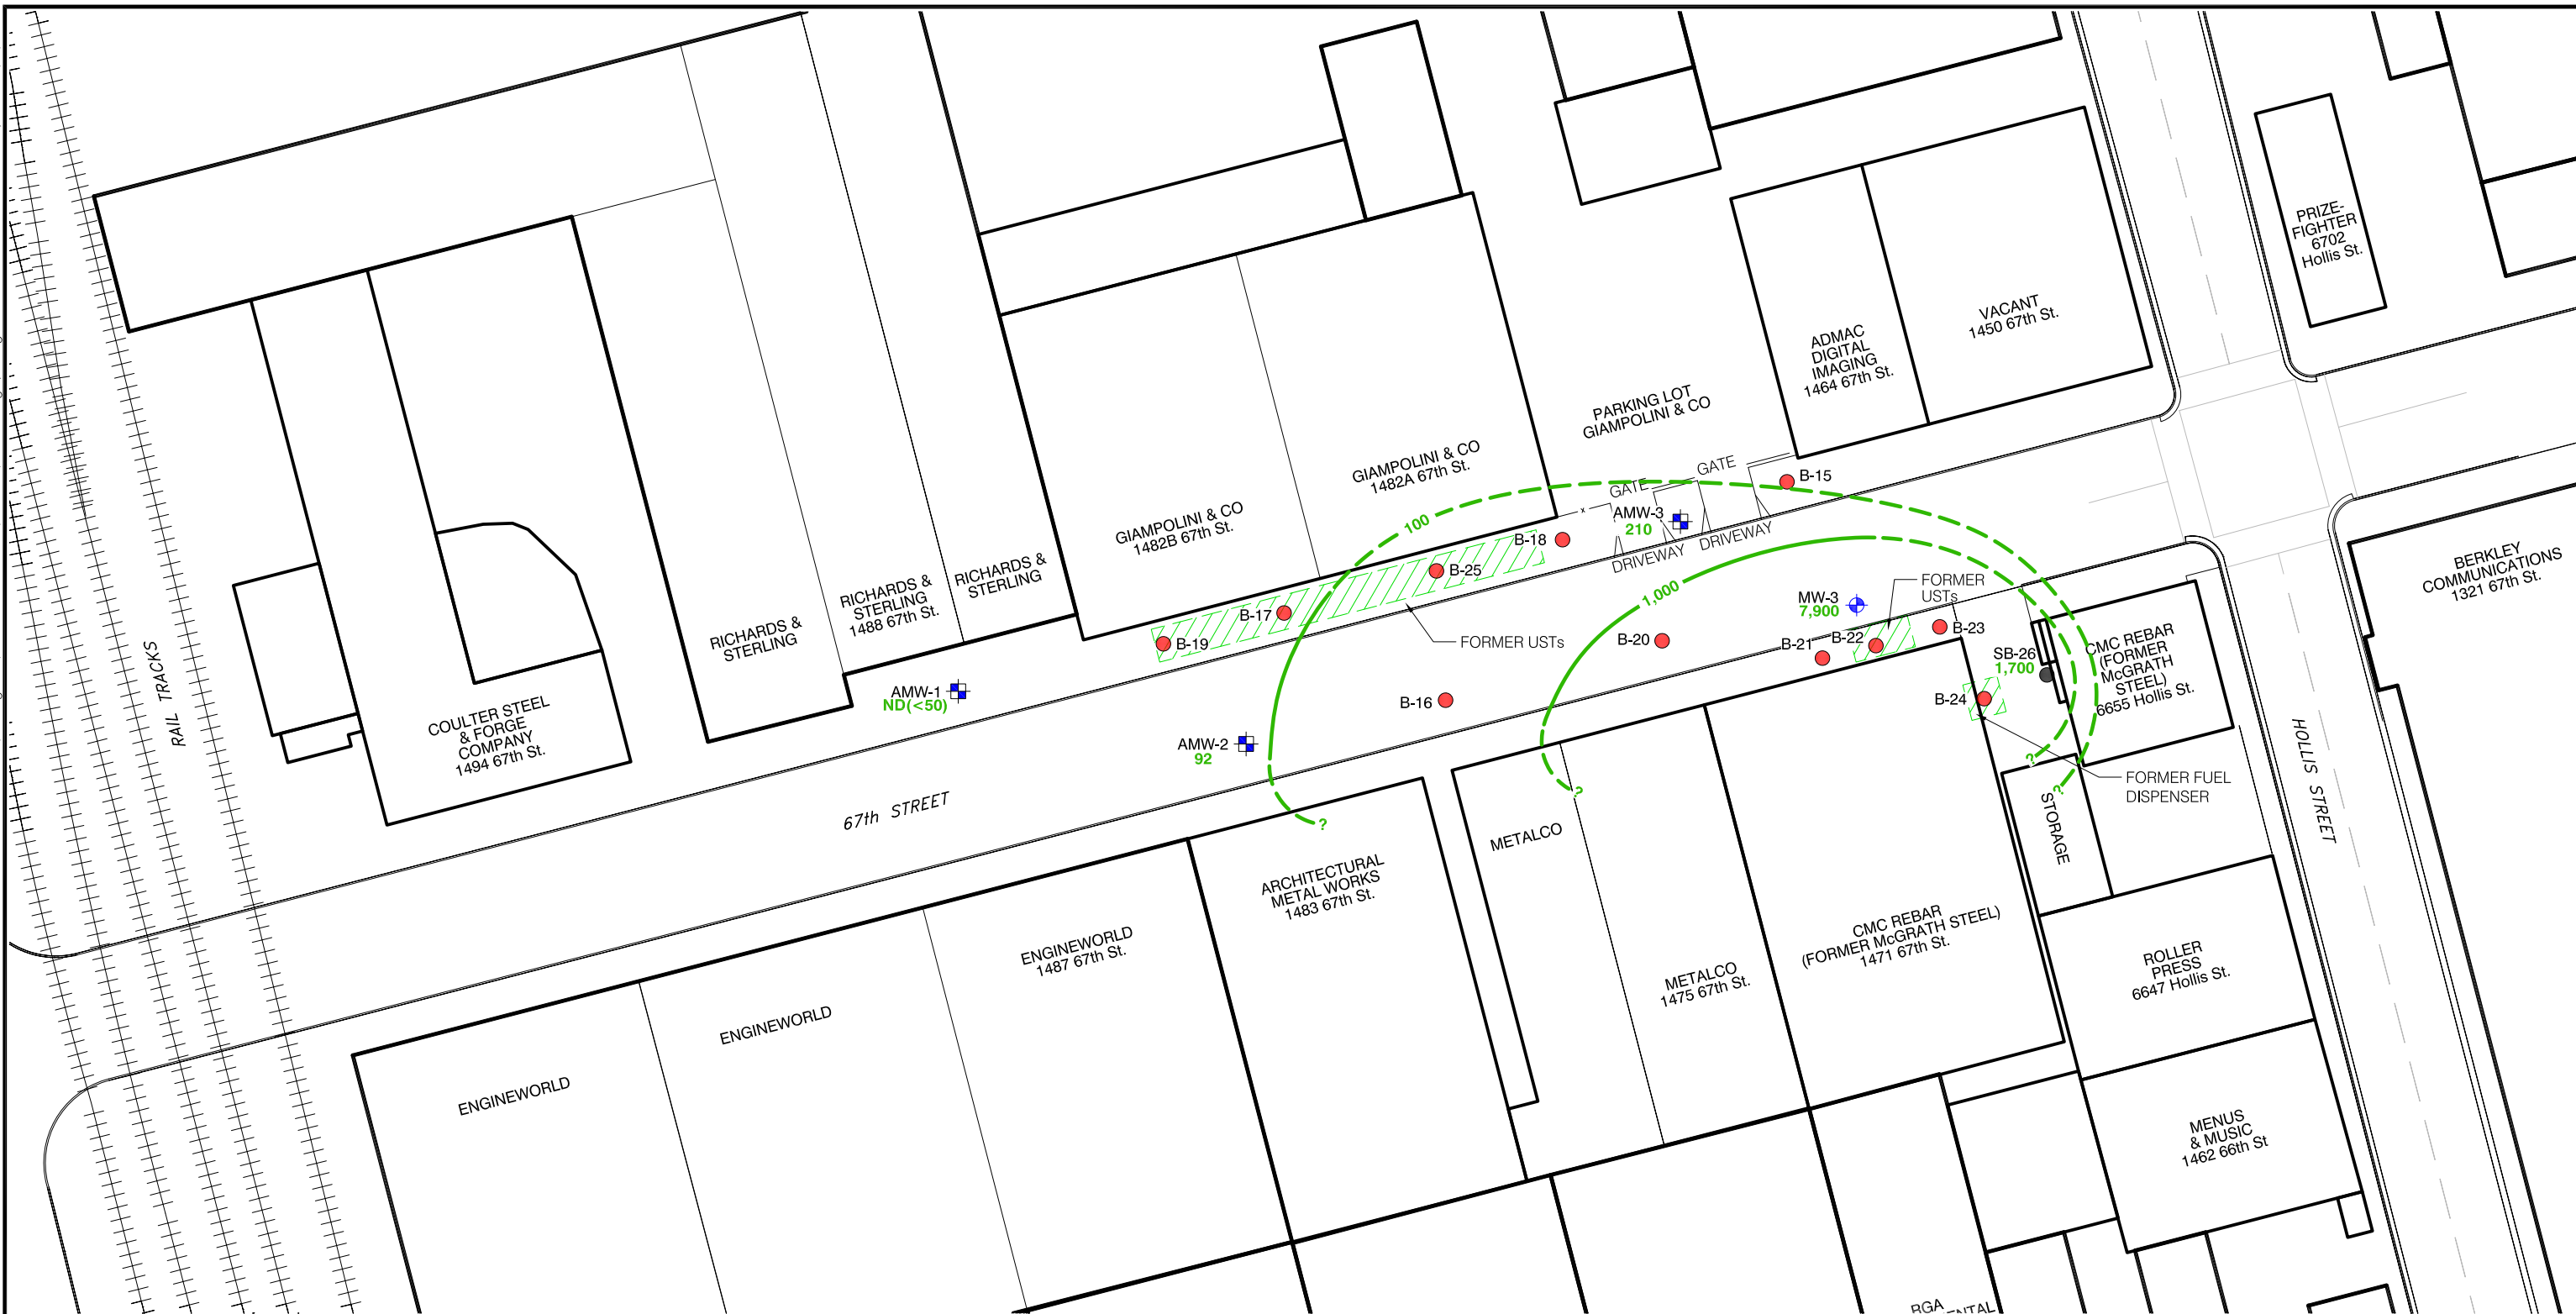 PRIZE-
FIGHTER
6702
Hollis St.
VACANT
1450 67th St.
ADMAC
DIGITAL
IMAGING
1464 67th St.
PARKING LOT
GIAMPOLINI & CO
GIAMPOLINI & CO
1482A 67th St.
GIAMPOLINI & CO
1482B 67th St.
GATE
GATE
B-15
100
AMW-3
210
DRIVEWAY
DRIVEWAY
x
B-18
B-25
B-17
B-19
FORMER USTs
1,000
MW-3
7,900
FORMER
USTs
B-20
B-21
B-22
B-23
SB-26
1,700
B-24
CMC REBAR
(FORMER
McGRATH
STEEL)
6655 Hollis St.
BERKLEY
COMMUNICATIONS
1321 67th St.
RICHARDS &
STERLING
RICHARDS &
STERLING
1488 67th St.
RICHARDS &
STERLING
AMW-1
ND(<50)
B-16
AMW-2
92
RAIL TRACKS
COULTER STEEL
& FORGE
COMPANY
1494 67th St.
67th STREET
?
?
?
?
FORMER FUEL
DISPENSER
STORAGE
HOLLIS STREET
METALCO
ARCHITECTURAL
METAL WORKS
1483 67th St.
ENGINEWORLD
1487 67th St.
ENGINEWORLD
ENGINEWORLD
METALCO
1475 67th St.
CMC REBAR
(FORMER McGRATH STEEL)
1471 67th St.
ROLLER
PRESS
6647 Hollis St.
MENUS
& MUSIC
1462 66th St
RGA